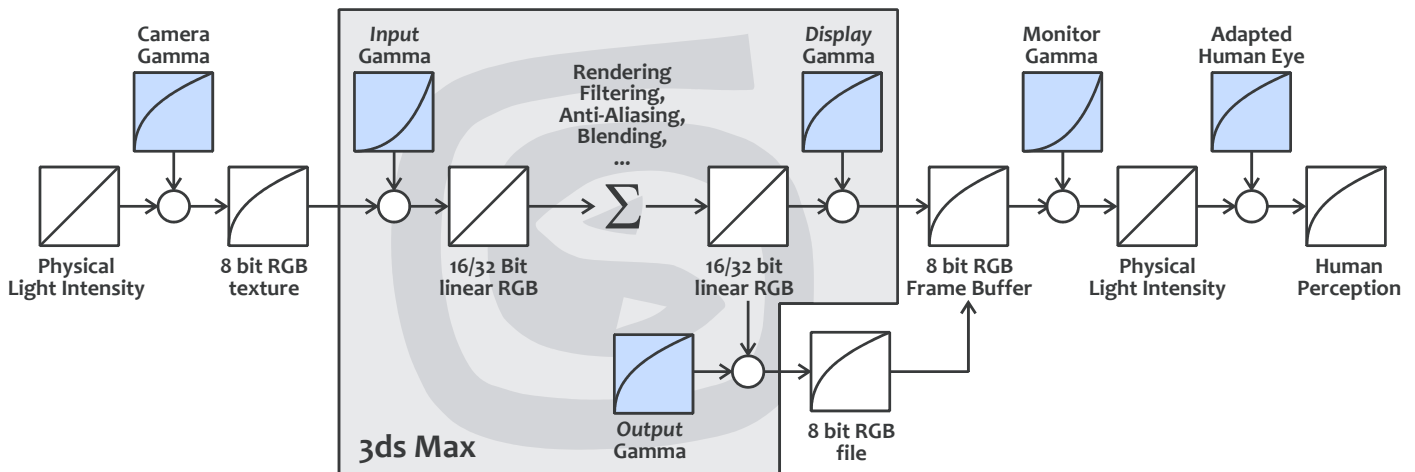 Camera
Gamma
Input
Gamma
Rendering
Filtering,
Anti-Aliasing,
Blending,
...
Display
Gamma
Monitor
Gamma
Adapted
Human Eye
Σ
Physical
Light Intensity
8 bit RGB
texture
16/32 Bit
linear RGB
16/32 bit
linear RGB
8 bit RGB
Frame Buffer
Physical
Light Intensity
Human
Perception
Output
Gamma
8 bit RGB
file
3ds Max